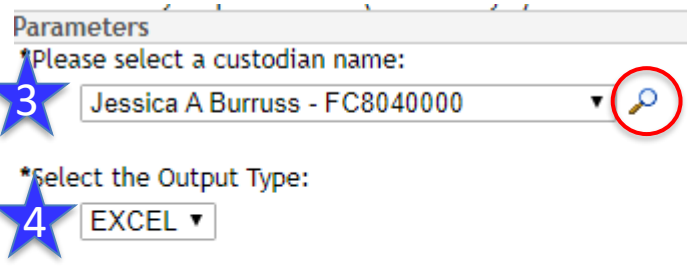 Parameters
*Please select a custodian name:
3
Jessica A Burruss - FC8040000
*Select the Output Type:
4
EXCEL